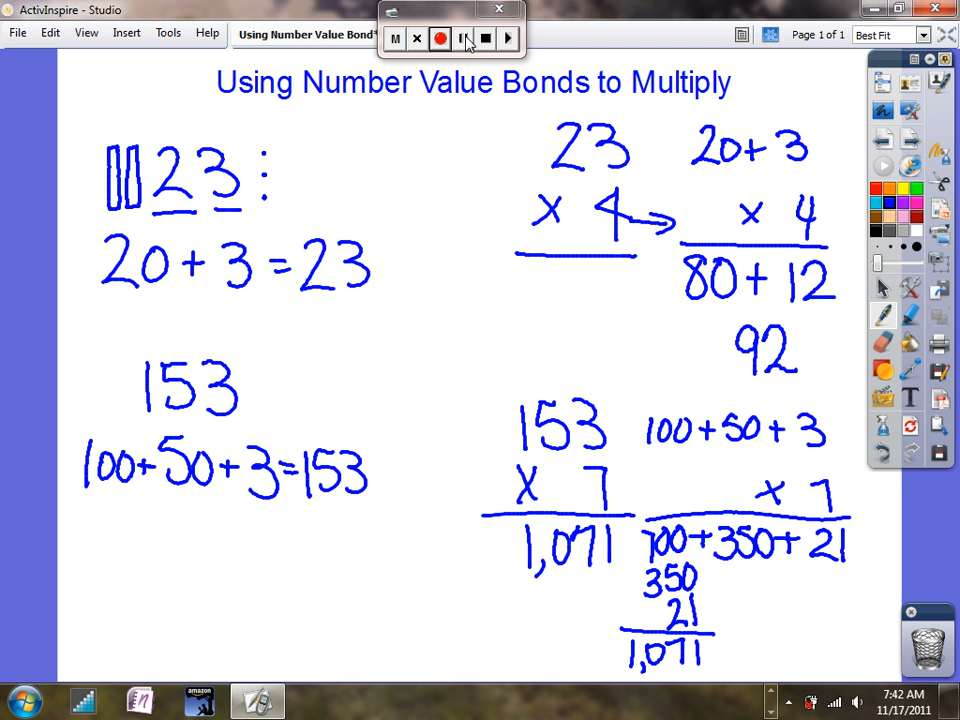 ActivInspire - Studio
File Edit View Insert Tools Help
Using Number Value Bond*
M
Page 1 of 1
Best Fit
Using Number Value Bonds to Multiply
23 :
20 + 3 = 23
153
100 + 50 + 3 = 153
23
x 4
20 + 3
x 4
80 + 12
92
153
x 7
1,071
100 + 50 + 3
x 7
700 + 350 + 21
350
21
1,071
T
amazon
7:42 AM
11/17/2011